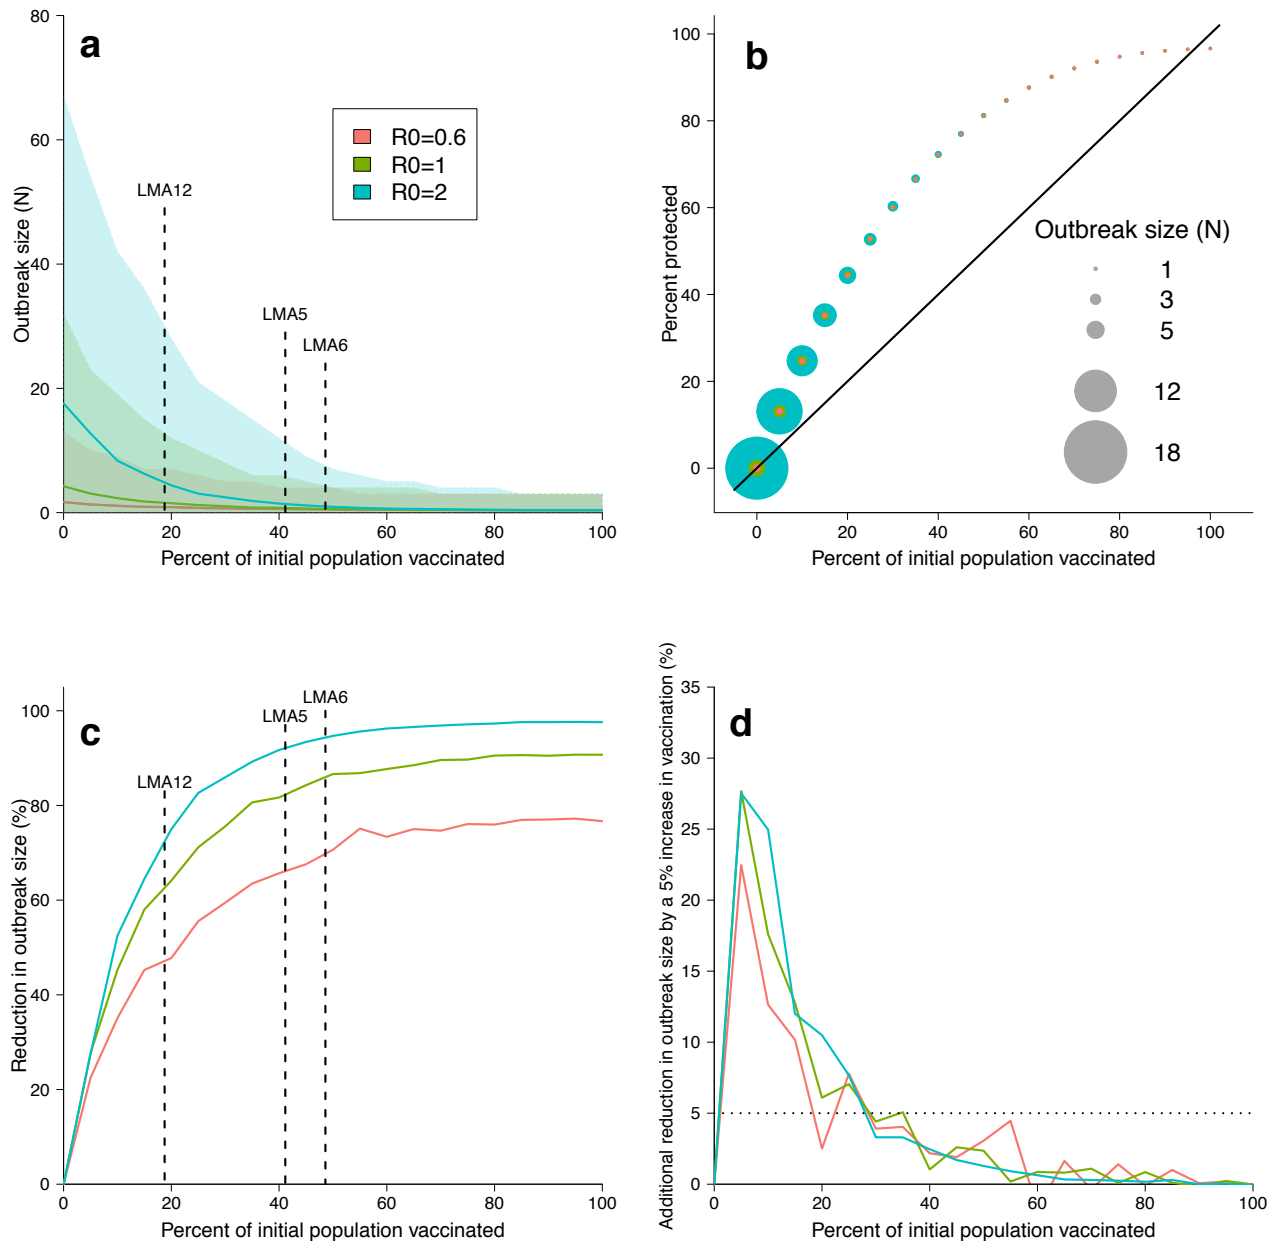 a
80
60
40
20
0
Outbreak size (N)
LMA12
LMA5
LMA6
R0=0.6
R0=1
R0=2
0 20 40 60 80 100
Percent of initial population vaccinated
b
100
80
60
40
20
0
Percent protected
Outbreak size (N)
1
3
5
12
18
0 20 40 60 80 100
Percent of initial population vaccinated
c
100
80
60
40
20
0
Reduction in outbreak size (%)
LMA12
LMA5
LMA6
0 20 40 60 80 100
Percent of initial population vaccinated
d
35
30
25
20
15
10
5
0
Additional reduction in outbreak size by a 5% increase in vaccination (%)
0 20 40 60 80 100
Percent of initial population vaccinated